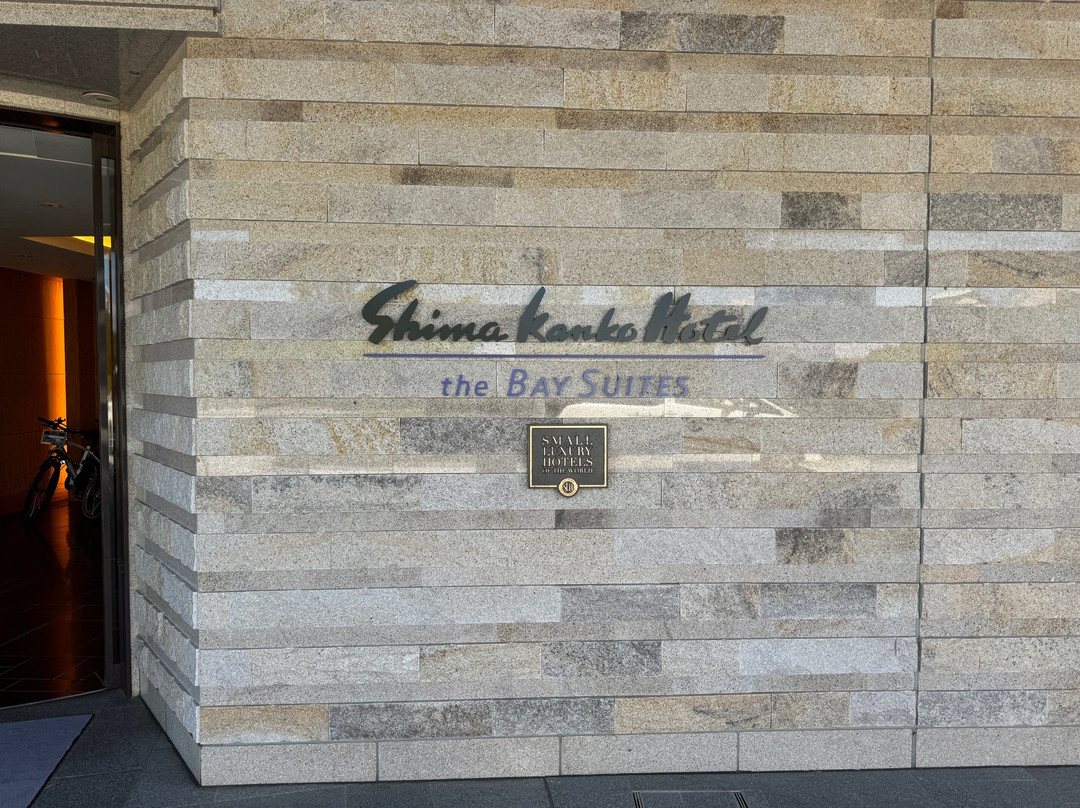 Shima Kanko Hotel
the BAY SUITES
SMALL
LUXURY
HOTELS
OF THE WORLD